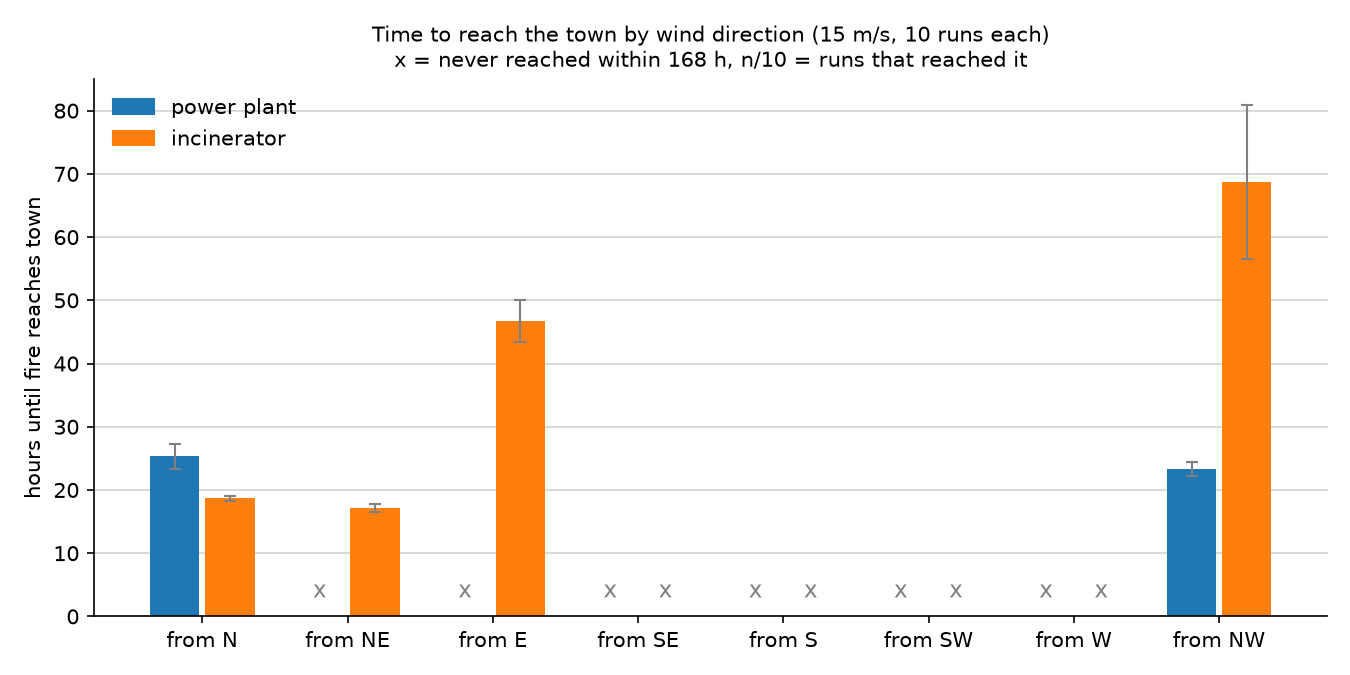 Time to reach the town by wind direction (15 m/s, 10 runs each)
x = never reached within 168 h, n/10 = runs that reached it
power plant
incinerator
hours until fire reaches town
80
70
60
50
40
30
20
10
0
x x x x x x x x x x
from N from NE from E from SE from S from SW from W from NW